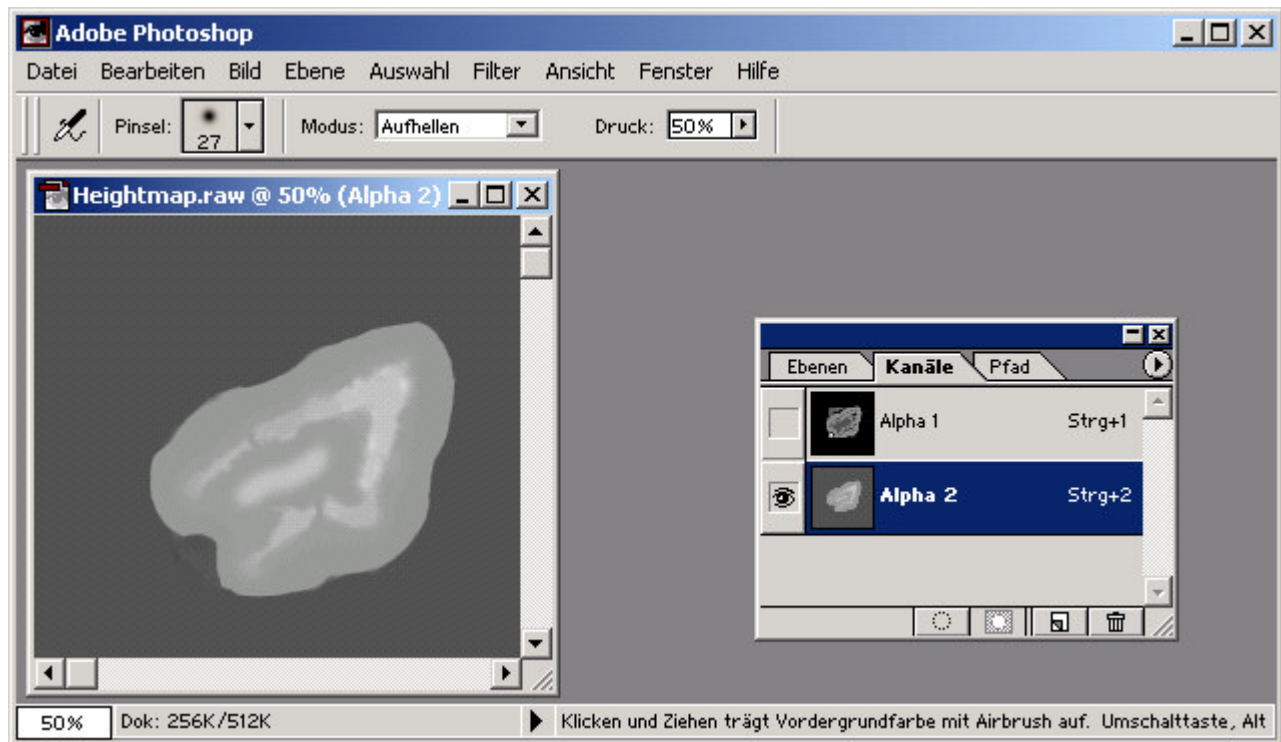 Adobe Photoshop
Datei Bearbeiten Bild Ebene Auswahl Filter Ansicht Fenster Hilfe
Pinsel: 27 Modus: Aufhellen Druck: 50%
Heightmap.raw @ 50% (Alpha 2)
Ebenen Kanäle Pfad
Alpha 1 Strg+1
Alpha 2 Strg+2
50% Dok: 256K/512K Klicken und Ziehen trägt Vordergrundfarbe mit Airbrush auf. Umschalttaste, Alt